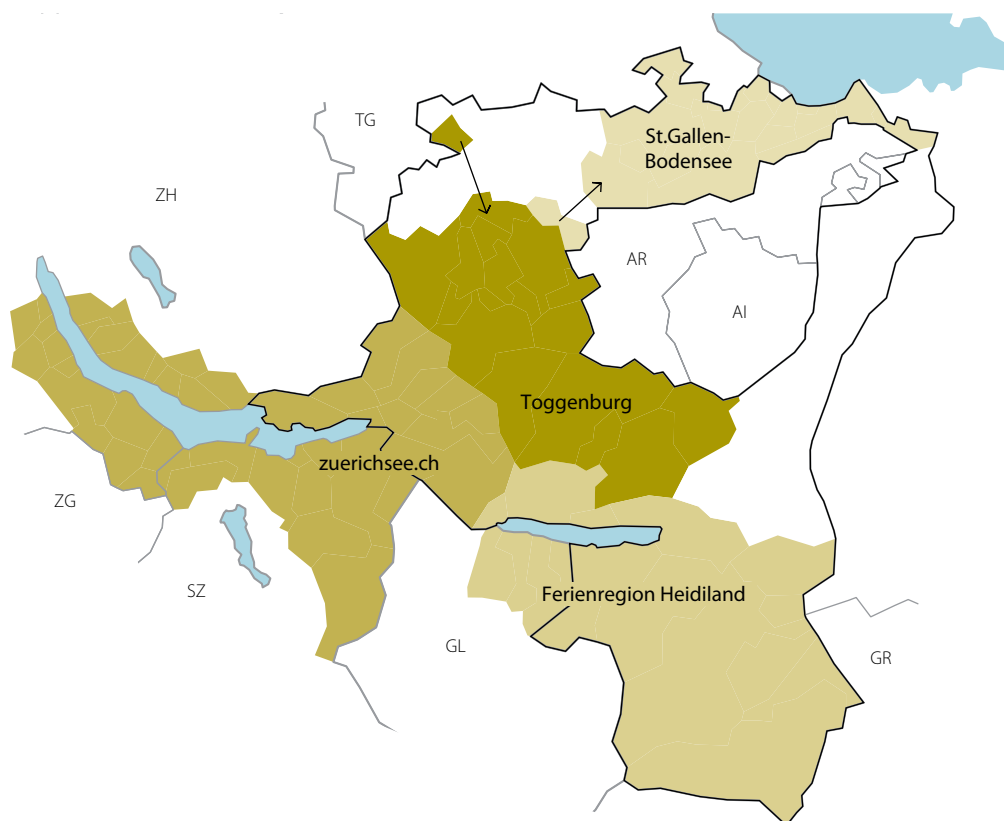 TG
St.Gallen-
Bodensee
ZH
AR
AI
Toggenburg
zuerichsee.ch
ZG
SZ
Ferienregion Heidiland
GL
GR